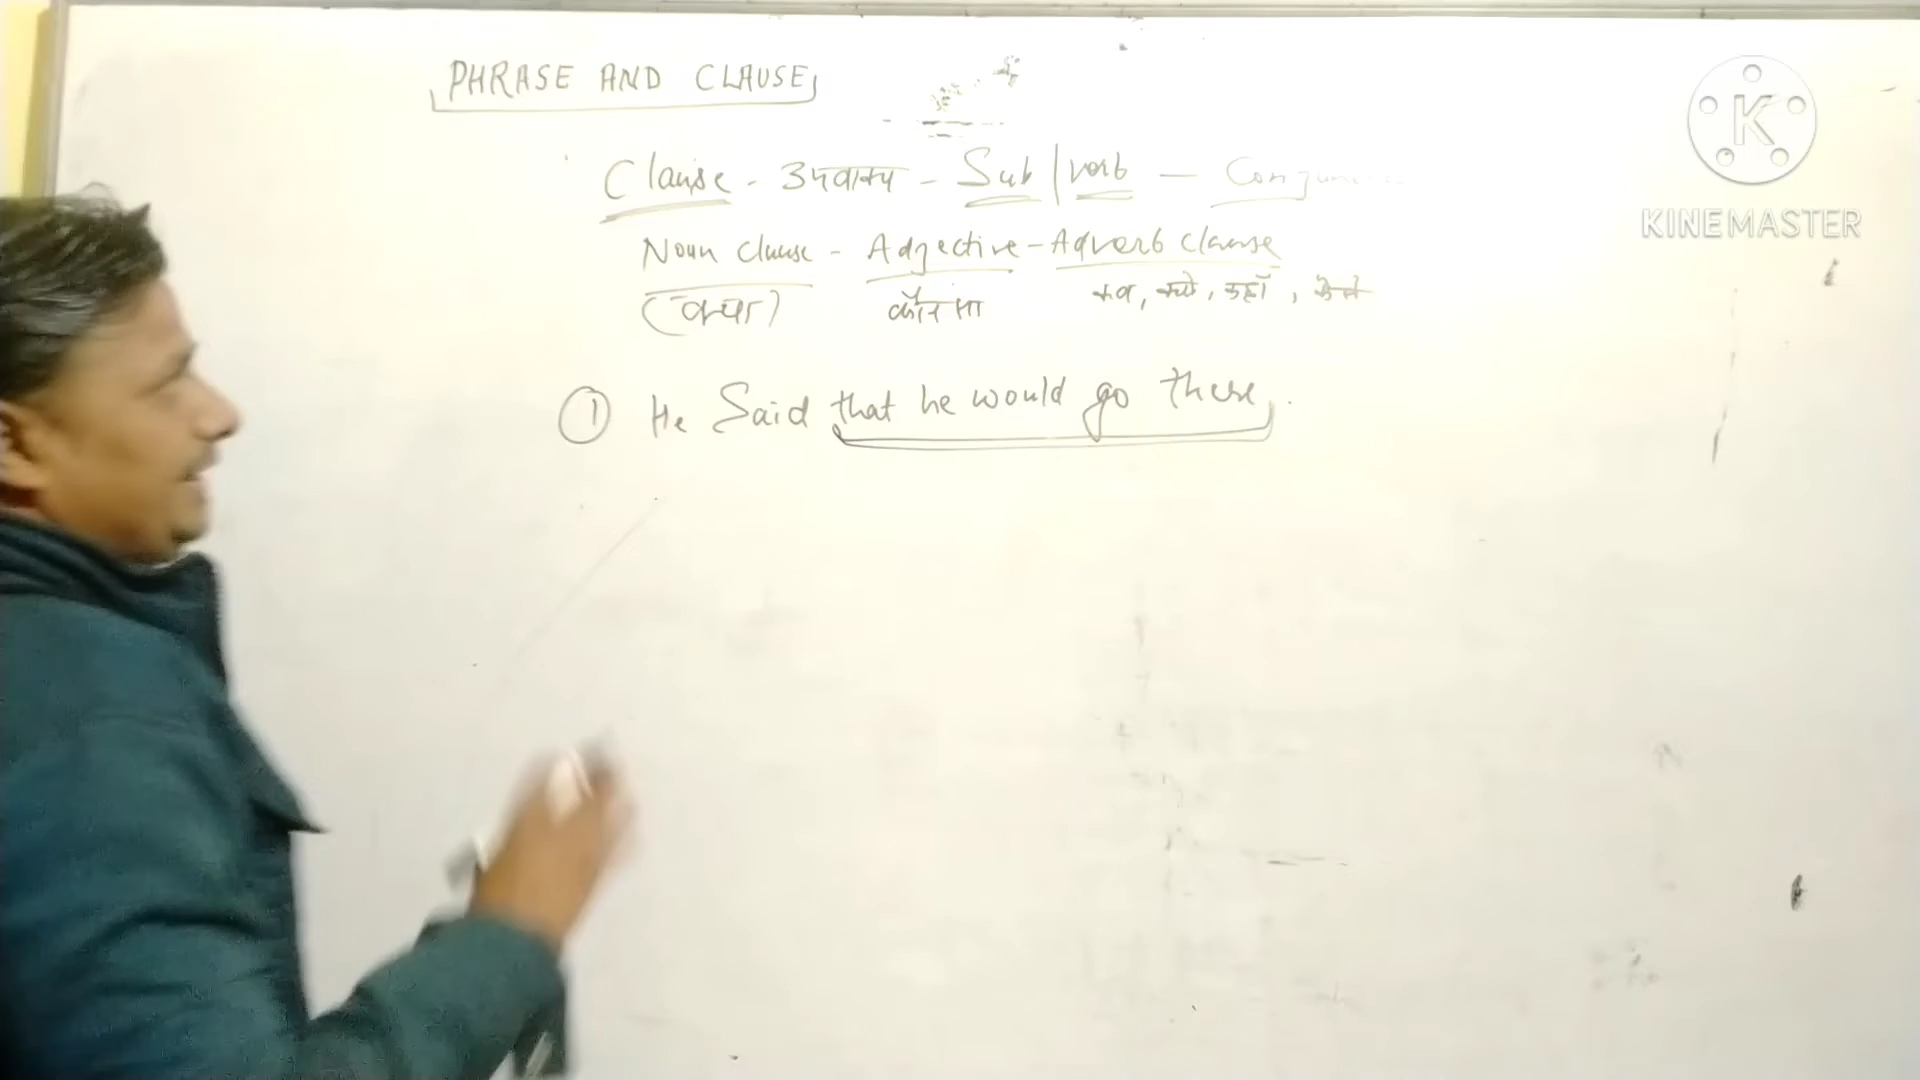 PHRASE AND CLAUSE
Clause - उपवाक्य - Sub / verb —
Noun clause - Adjective - Adverb clause
(क्या) कौन सा कब, क्यों, कहाँ, कैसे
① He Said that he would go there.
K
KINEMASTER